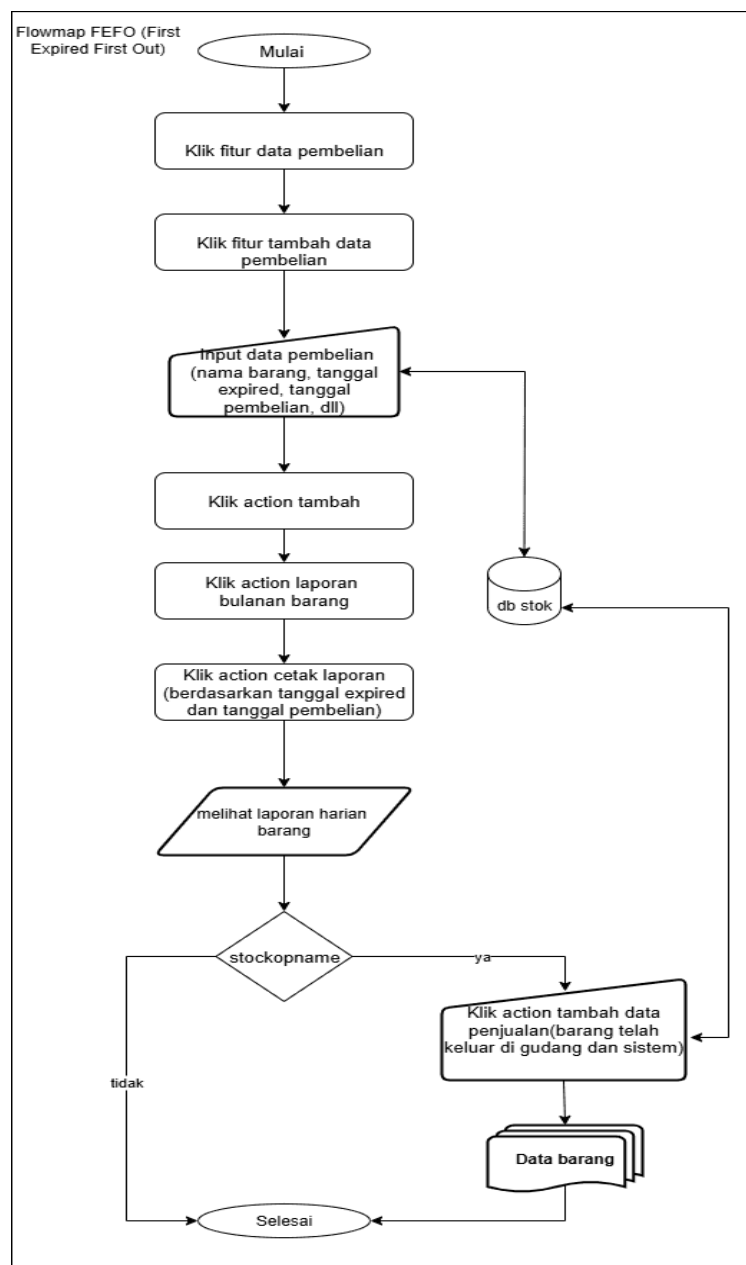 Flowmap FEFO (First
Expired First Out)
Mulai
Klik fitur data pembelian
Klik fitur tambah data
pembelian
Input data pembelian
(nama barang, tanggal
expired, tanggal
pembelian, dll)
Klik action tambah
Klik action laporan
bulanan barang
db stok
Klik action cetak laporan
(berdasarkan tanggal expired
dan tanggal pembelian)
melihat laporan harian
barang
stockopname
ya
Klik action tambah data
penjualan(barang telah
keluar di gudang dan sistem)
tidak
Data barang
Selesai